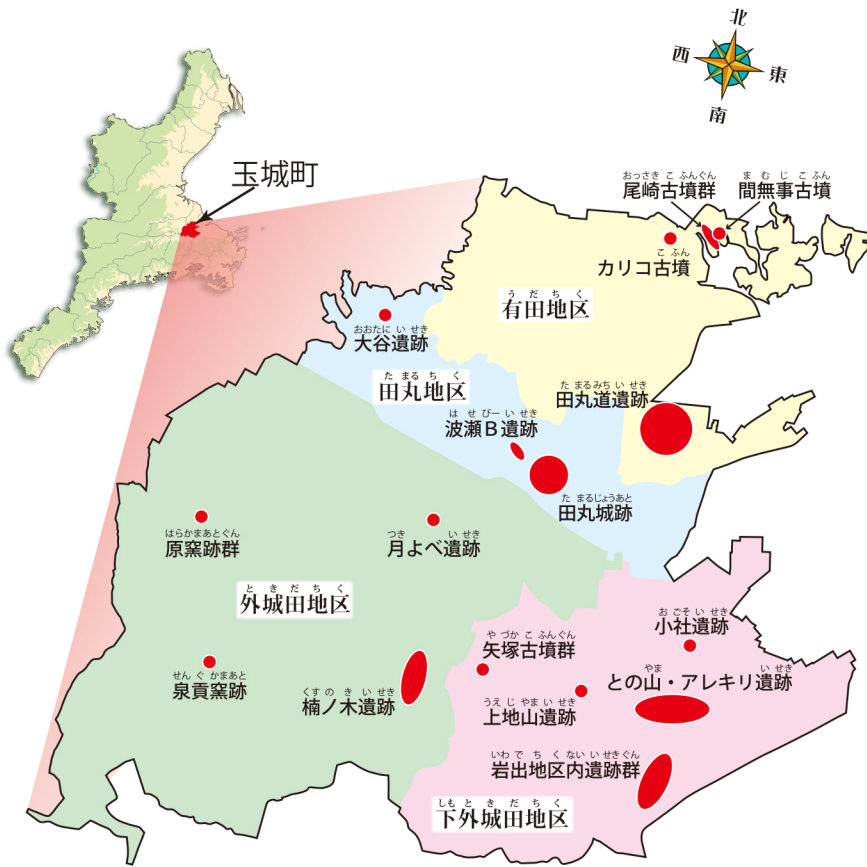 北
西
東
南
玉城町
おっさきこふんぐん
尾崎古墳群
まむじこふん
間無事古墳
こふん
カリコ古墳
うだちく
有田地区
おおたにいせき
大谷遺跡
たまるちく
田丸地区
たまるみちいせき
田丸道遺跡
はせびーいせき
波瀬B遺跡
たまるじょうあと
田丸城跡
はらかまあとぐん
原窯跡群
つきいせき
月よべ遺跡
ときだちく
外城田地区
おごそいせき
小社遺跡
やづかこふんぐん
矢塚古墳群
せんぐかまあと
泉貢窯跡
くすのきいせき
楠ノ木遺跡
やまいせき
との山・アレキリ遺跡
うえじやまいせき
上地山遺跡
いわでちくないいせきぐん
岩出地区内遺跡群
しもときだちく
下外城田地区